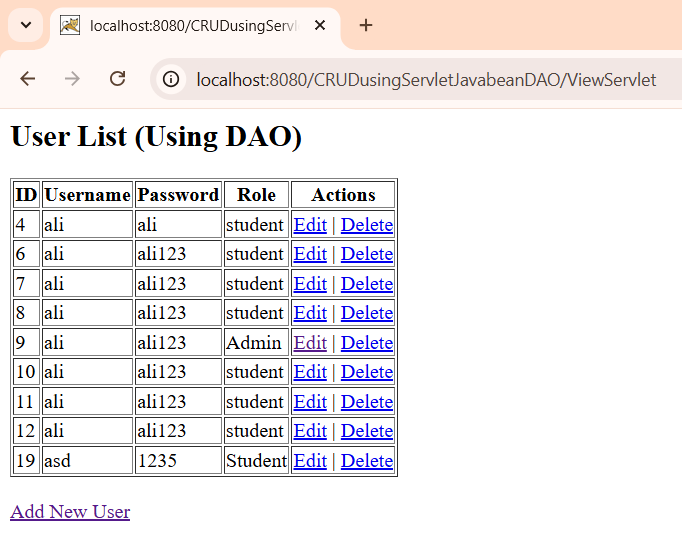 localhost:8080/CRUDusingServl
localhost:8080/CRUDusingServletJavabeanDAO/ViewServlet
User List (Using DAO)
ID Username Password Role Actions
4 ali ali student Edit | Delete
6 ali ali123 student Edit | Delete
7 ali ali123 student Edit | Delete
8 ali ali123 student Edit | Delete
9 ali ali123 Admin Edit | Delete
10 ali ali123 student Edit | Delete
11 ali ali123 student Edit | Delete
12 ali ali123 student Edit | Delete
19 asd 1235 Student Edit | Delete
Add New User